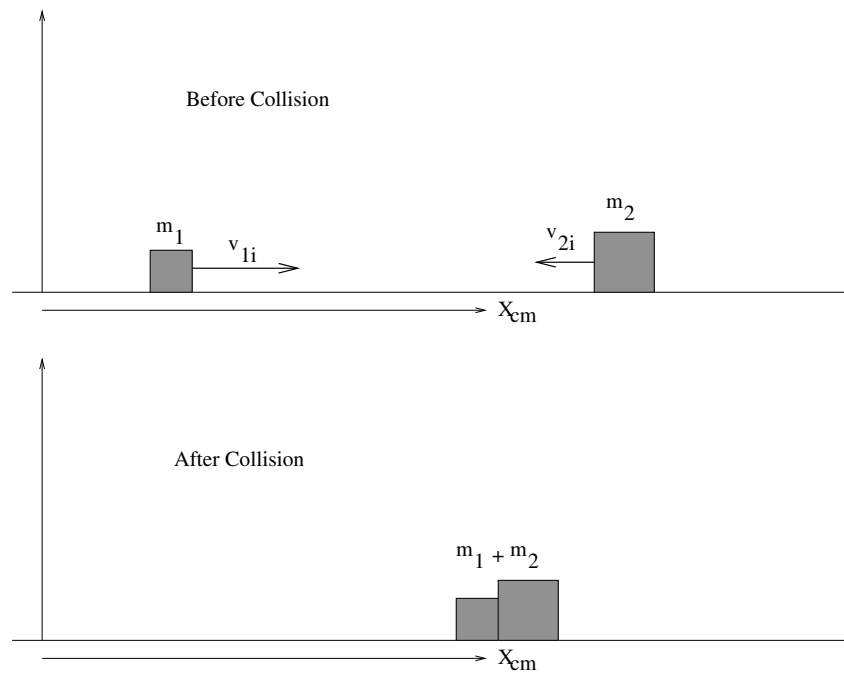 Before Collision
m1
v1i
v2i
m2
Xcm
After Collision
m1 + m2
Xcm